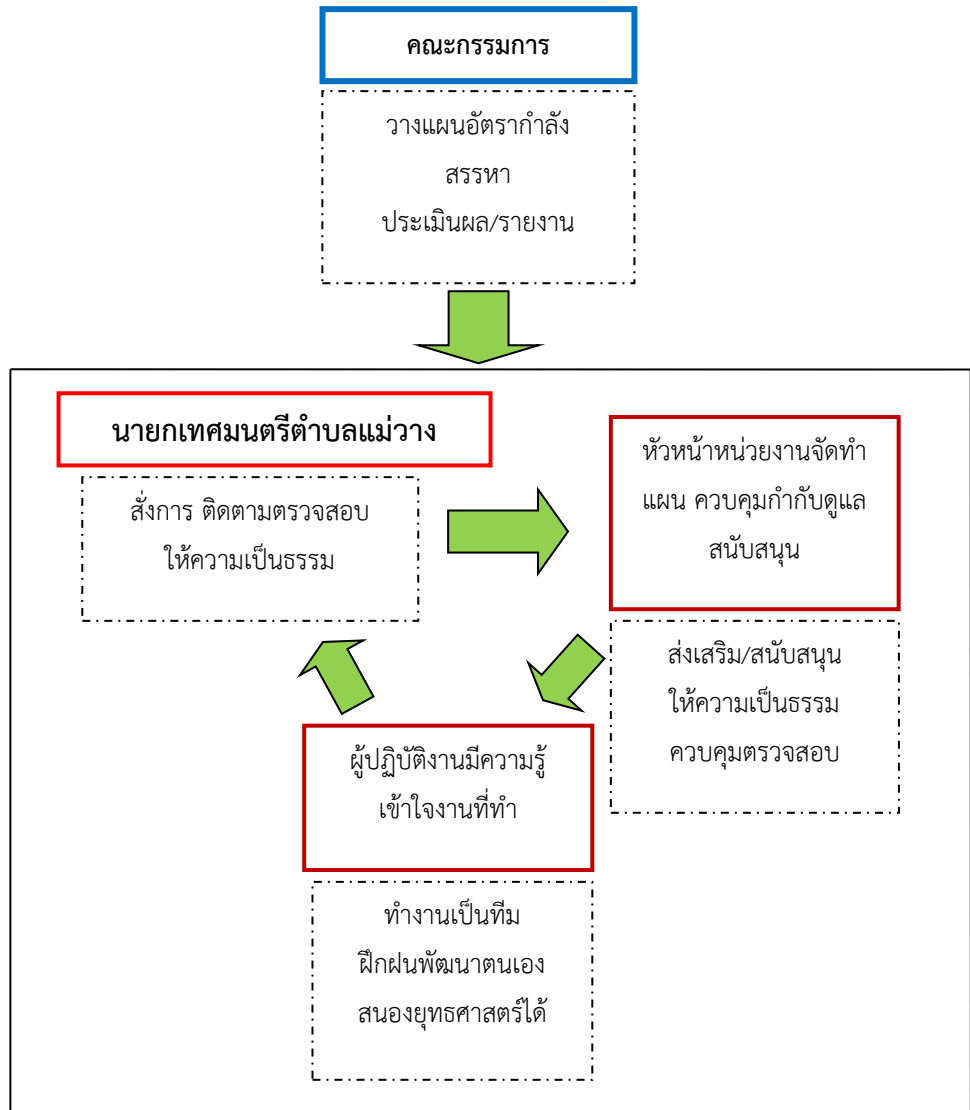 คณะกรรมการ
วางแผนอัตรากำลัง
สรรหา
ประเมินผล/รายงาน
นายกเทศมนตรีตำบลแม่วาง
สั่งการ ติดตามตรวจสอบ
ให้ความเป็นธรรม
หัวหน้าหน่วยงานจัดทำ
แผน ควบคุมกำกับดูแล
สนับสนุน
ส่งเสริม/สนับสนุน
ให้ความเป็นธรรม
ควบคุมตรวจสอบ
ผู้ปฏิบัติงานมีความรู้
เข้าใจงานที่ทำ
ทำงานเป็นทีม
ฝึกฝนพัฒนาตนเอง
สนองยุทธศาสตร์ได้